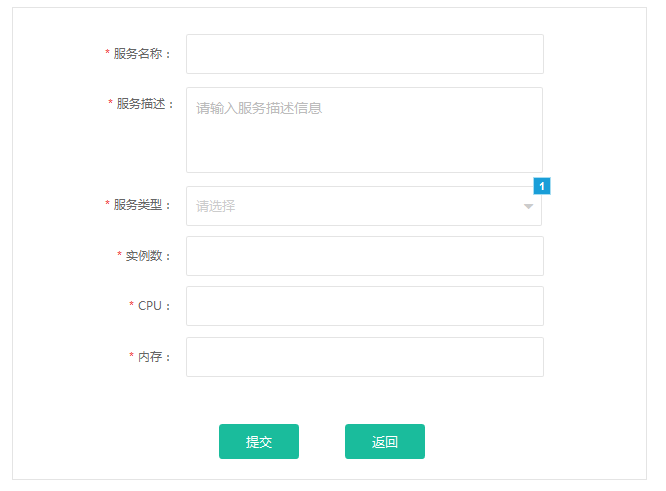 * 服务名称：
* 服务描述：
请输入服务描述信息
1
* 服务类型：
请选择
* 实例数：
* CPU：
* 内存：
提交
返回